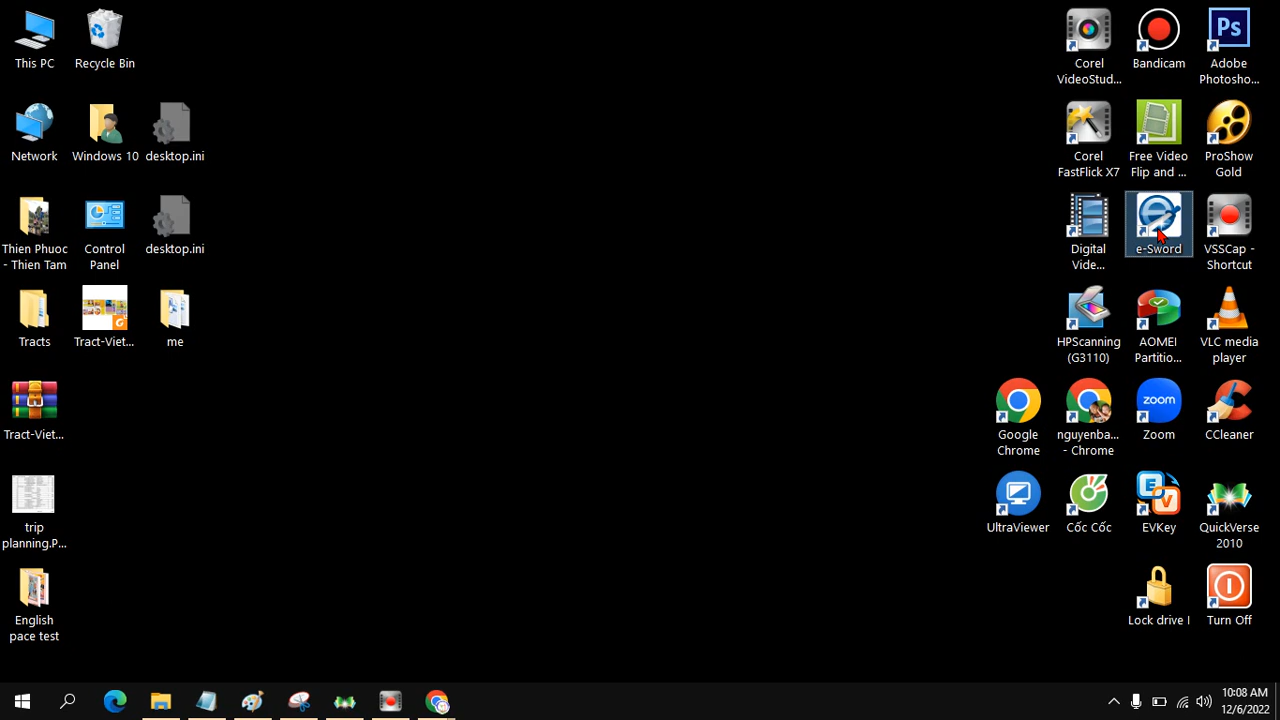 This PC
Recycle Bin
Network
Windows 10
desktop.ini
Thien Phuoc
- Thien Tam
Control
Panel
desktop.ini
Tracts
Tract-Viet...
me
Tract-Viet...
trip
planning.P...
English
pace test
Corel
VideoStud...
Bandicam
Ps
Adobe
Photosho...
Corel
FastFlick X7
Free Video
Flip and ...
ProShow
Gold
Digital
Vide...
e-Sword
VSSCap -
Shortcut
HPScanning
(G3110)
AOMEI
Partitio...
VLC media
player
Google
Chrome
nguyenba...
- Chrome
zoom
Zoom
CCleaner
UltraViewer
Cốc Cốc
E
V
EVKey
QuickVerse
2010
Lock drive I
Turn Off
10:08 AM
12/6/2022